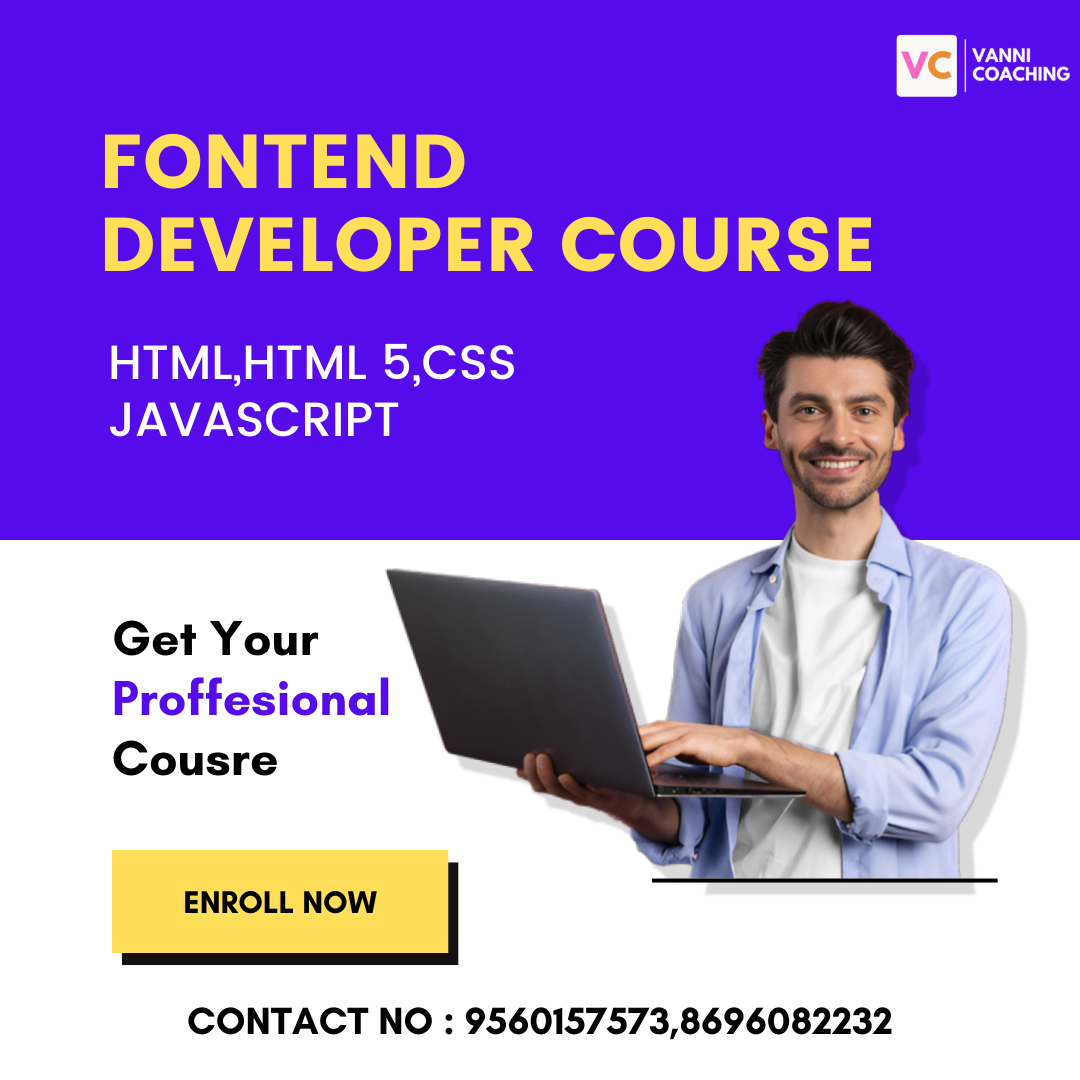 VC
VANNI
COACHING
FONTEND
DEVELOPER COURSE
HTML,HTML 5,CSS
JAVASCRIPT
Get Your
Proffesional
Cousre
ENROLL NOW
CONTACT NO : 9560157573,8696082232